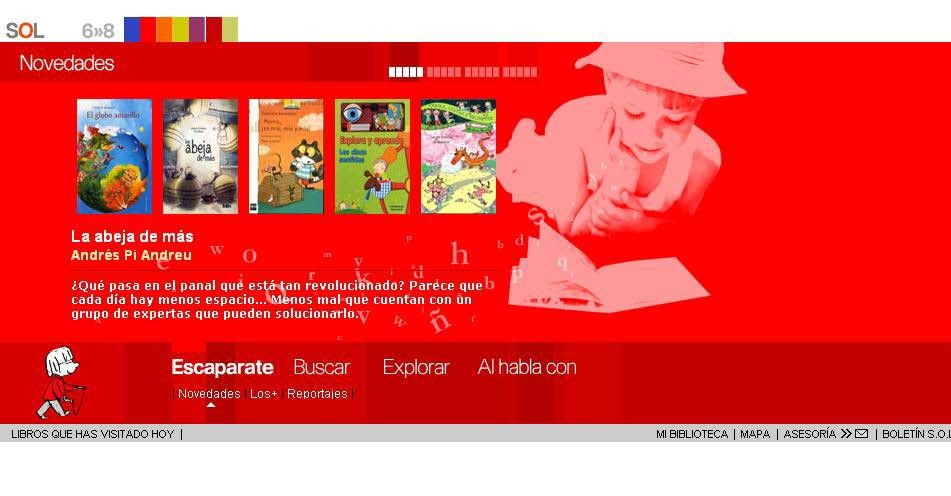 SOL 6»8
Novedades
El globo amarillo
La abeja de más
Explora y aprende
Los cinco sentidos
La abeja de más
Andrés Pi Andreu
¿Qué pasa en el panal que está tan revolucionado? Parece que
cada día hay menos espacio... Menos mal que cuentan con un
grupo de expertas que pueden solucionarlo.
Escaparate Buscar Explorar Al habla con
| Novedades | Los+ | Reportajes |
LIBROS QUE HAS VISITADO HOY |
MI BIBLIOTECA | MAPA | ASESORÍA | BOLETÍN S.O.L